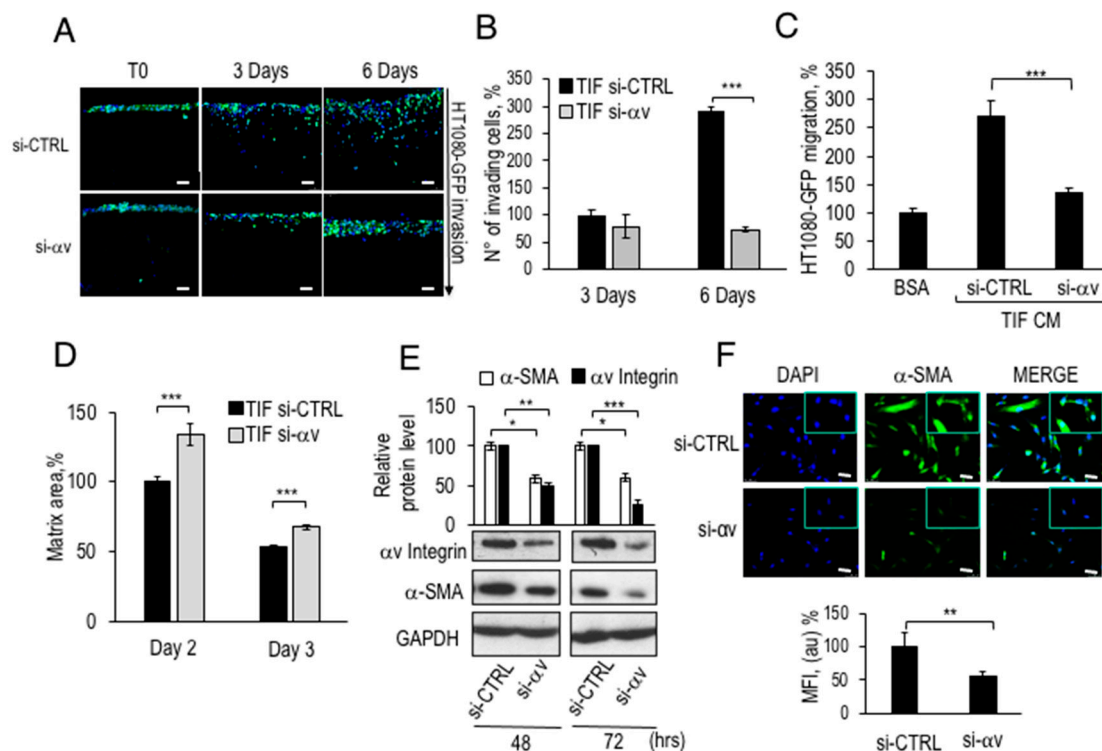 A
T0 3 Days 6 Days
si-CTRL
si-αv
HT1080-GFP invasion
B
N° of invading cells, %
350
300
250
200
150
100
50
0
TIF si-CTRL
TIF si-αv
***
3 Days 6 Days
C
HT1080-GFP migration, %
350
300
250
200
150
100
50
0
***
BSA si-CTRL si-αv
TIF CM
D
Matrix area,%
150
100
50
0
TIF si-CTRL
TIF si-αv
***
***
Day 2 Day 3
E
α-SMA αv Integrin
Relative
protein level
150
100
50
0
** ***
* *
αv Integrin
α-SMA
GAPDH
si-CTRL si-αv si-CTRL si-αv
48 72 (hrs)
F
DAPI α-SMA MERGE
si-CTRL
si-αv
MFI, (au) %
150
100
50
0
**
si-CTRL si-αv